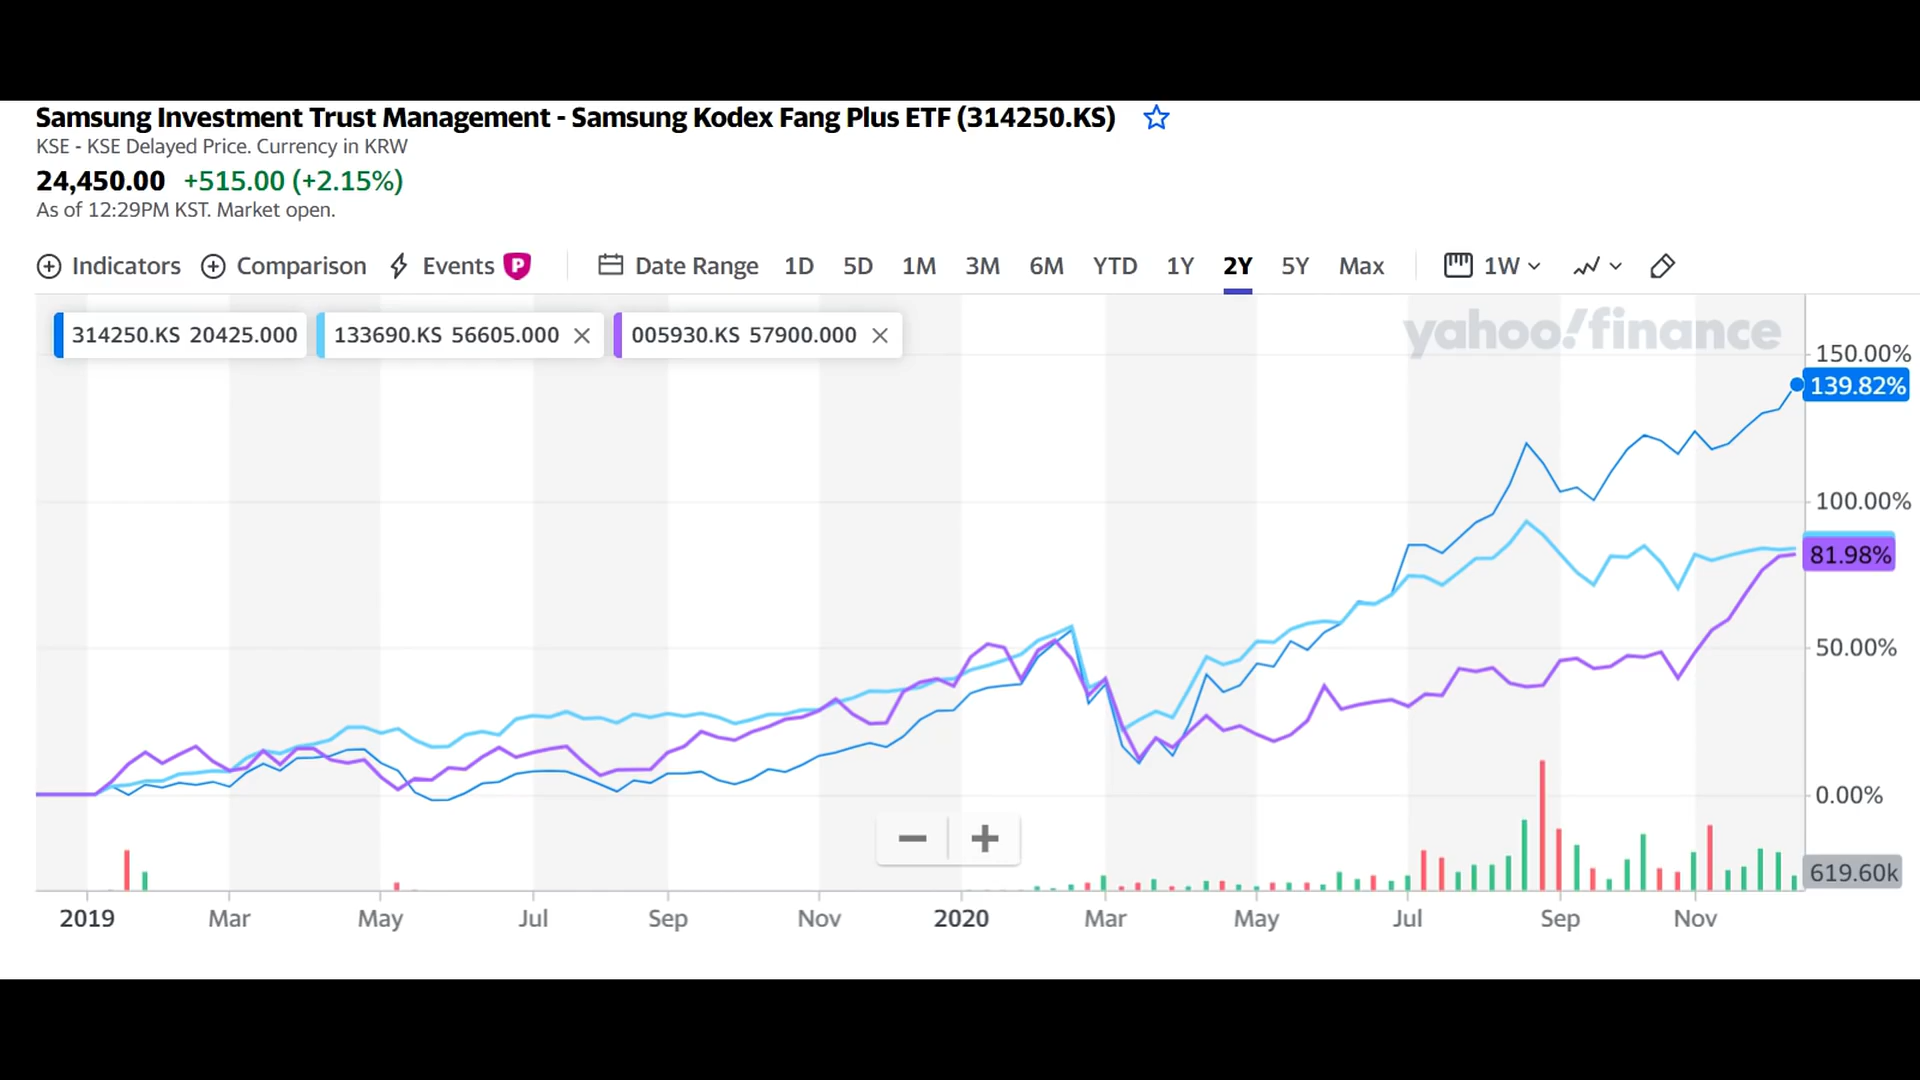 Samsung Investment Trust Management - Samsung Kodex Fang Plus ETF (314250.KS)
KSE - KSE Delayed Price. Currency in KRW
24,450.00 +515.00 (+2.15%)
As of 12:29PM KST. Market open.
Indicators Comparison Events P Date Range 1D 5D 1M 3M 6M YTD 1Y 2Y 5Y Max 1W
314250.KS 20425.000 133690.KS 56605.000 005930.KS 57900.000
yahoo!finance
150.00%
139.82%
100.00%
81.98%
50.00%
0.00%
619.60k
2019 Mar May Jul Sep Nov 2020 Mar May Jul Sep Nov